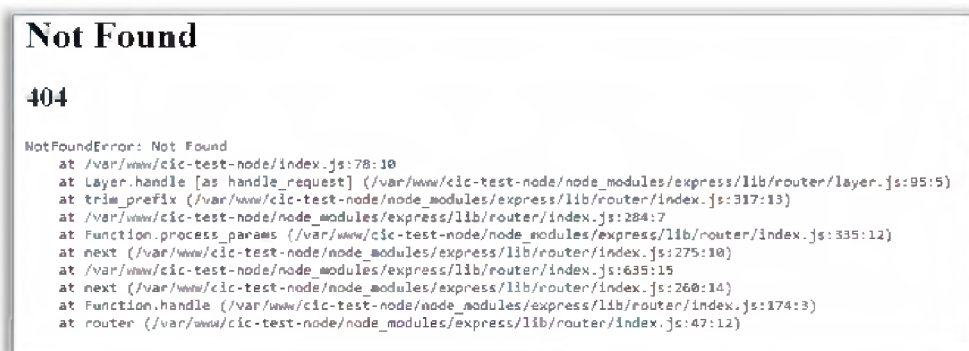 Not Found
404
NotFoundError: Not Found
at /var/www/cic-test-node/index.js:78:10
at Layer.handle [as handle_request] (/var/www/cic-test-node/node_modules/express/lib/router/layer.js:95:5)
at trim_prefix (/var/www/cic-test-node/node_modules/express/lib/router/index.js:317:13)
at /var/www/cic-test-node/node_modules/express/lib/router/index.js:284:7
at Function.process_params (/var/www/cic-test-node/node_modules/express/lib/router/index.js:335:12)
at next (/var/www/cic-test-node/node_modules/express/lib/router/index.js:275:10)
at /var/www/cic-test-node/node_modules/express/lib/router/index.js:635:15
at next (/var/www/cic-test-node/node_modules/express/lib/router/index.js:260:14)
at Function.handle (/var/www/cic-test-node/node_modules/express/lib/router/index.js:174:3)
at router (/var/www/cic-test-node/node_modules/express/lib/router/index.js:47:12)